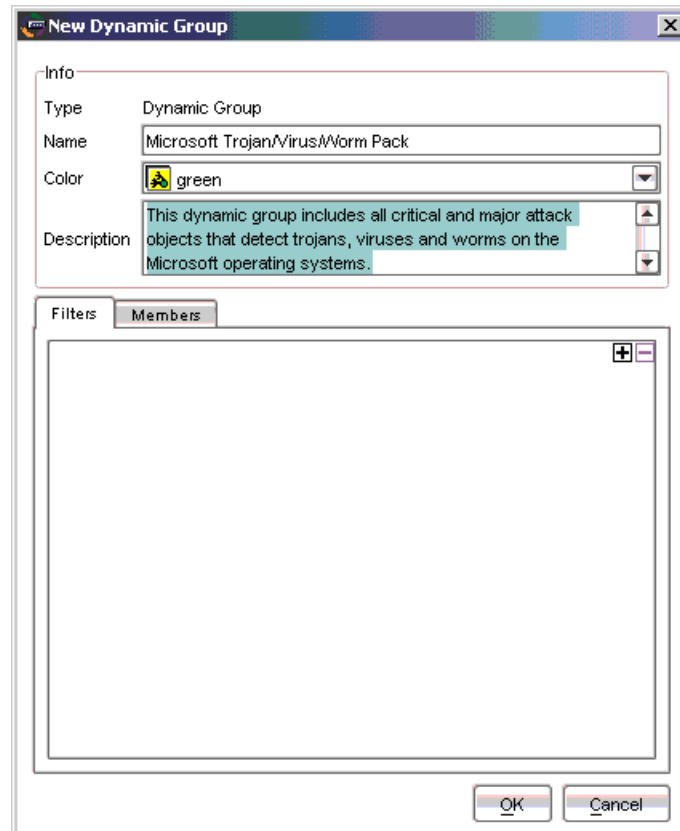 New Dynamic Group
Info
Type Dynamic Group
Name Microsoft Trojan/Virus/Worm Pack
Color green
Description This dynamic group includes all critical and major attack
objects that detect trojans, viruses and worms on the
Microsoft operating systems.
Filters Members
OK Cancel